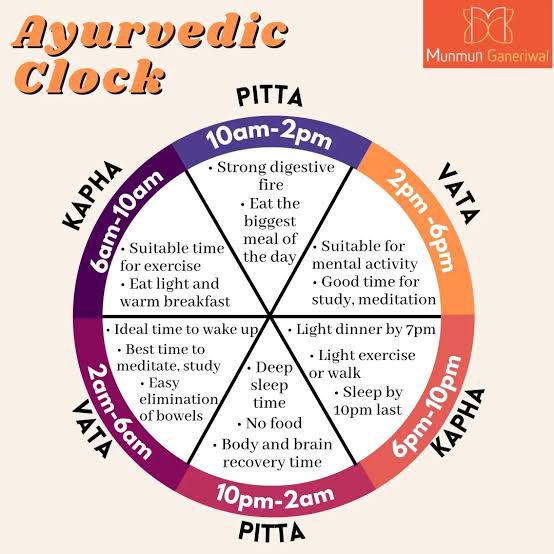 Ayurvedic
Clock
Munmun Ganeriwal
PITTA
10am-2pm
• Strong digestive
fire
• Eat the
biggest
meal of
the day
VATA
2pm -6pm
• Suitable for
mental activity
• Good time for
study, meditation
KAPHA
6pm-10pm
• Light dinner by 7pm
• Light exercise
or walk
• Sleep by
10pm last
PITTA
10pm-2am
• Deep
sleep
time
• No food
• Body and brain
recovery time
VATA
2am-6am
• Ideal time to wake up
• Best time to
meditate, study
• Easy
elimination
of bowels
KAPHA
6am-10am
• Suitable time
for exercise
• Eat light and
warm breakfast